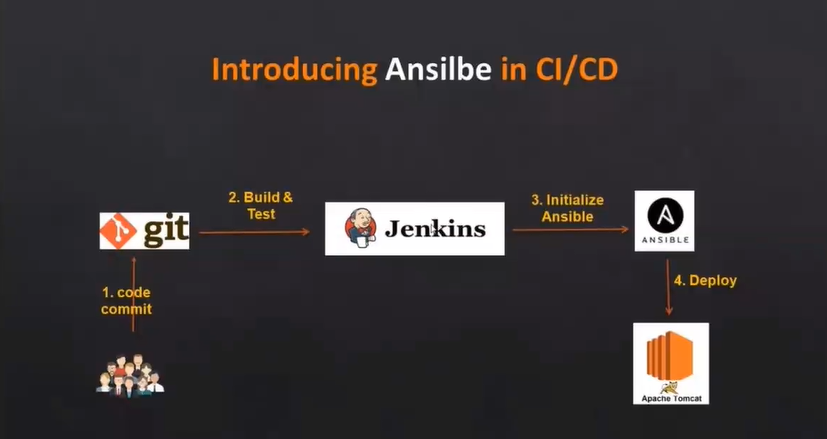 Introducing Ansilbe in CI/CD
2. Build &
Test
3. Initialize
Ansible
git
Jenkins
ANSIBLE
1. code
commit
4. Deploy
Apache Tomcat